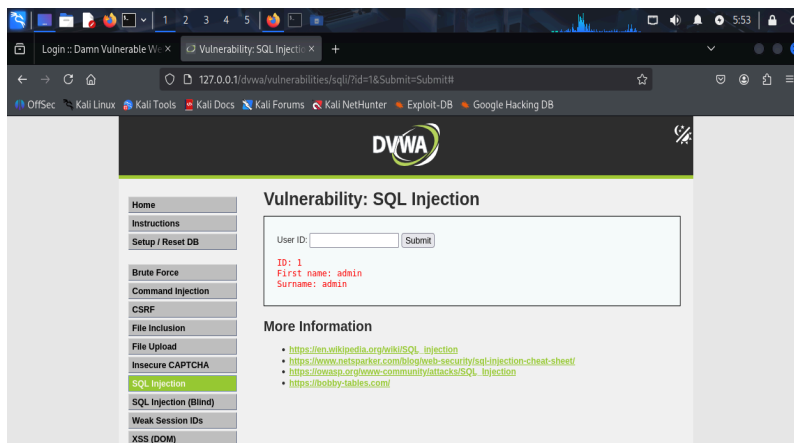 1 2 3 4 5 5:53
Login :: Damn Vulnerable We × Vulnerability: SQL Injectio × +
127.0.0.1/dvwa/vulnerabilities/sqli/?id=1&Submit=Submit#
OffSec Kali Linux Kali Tools Kali Docs Kali Forums Kali NetHunter Exploit-DB Google Hacking DB
DVWA
Home
Instructions
Setup / Reset DB
Brute Force
Command Injection
CSRF
File Inclusion
File Upload
Insecure CAPTCHA
SQL Injection
SQL Injection (Blind)
Weak Session IDs
XSS (DOM)
Vulnerability: SQL Injection
User ID: Submit
ID: 1
First name: admin
Surname: admin
More Information
• https://en.wikipedia.org/wiki/SQL_injection
• https://www.netsparker.com/blog/web-security/sql-injection-cheat-sheet/
• https://owasp.org/www-community/attacks/SQL_Injection
• https://bobby-tables.com/